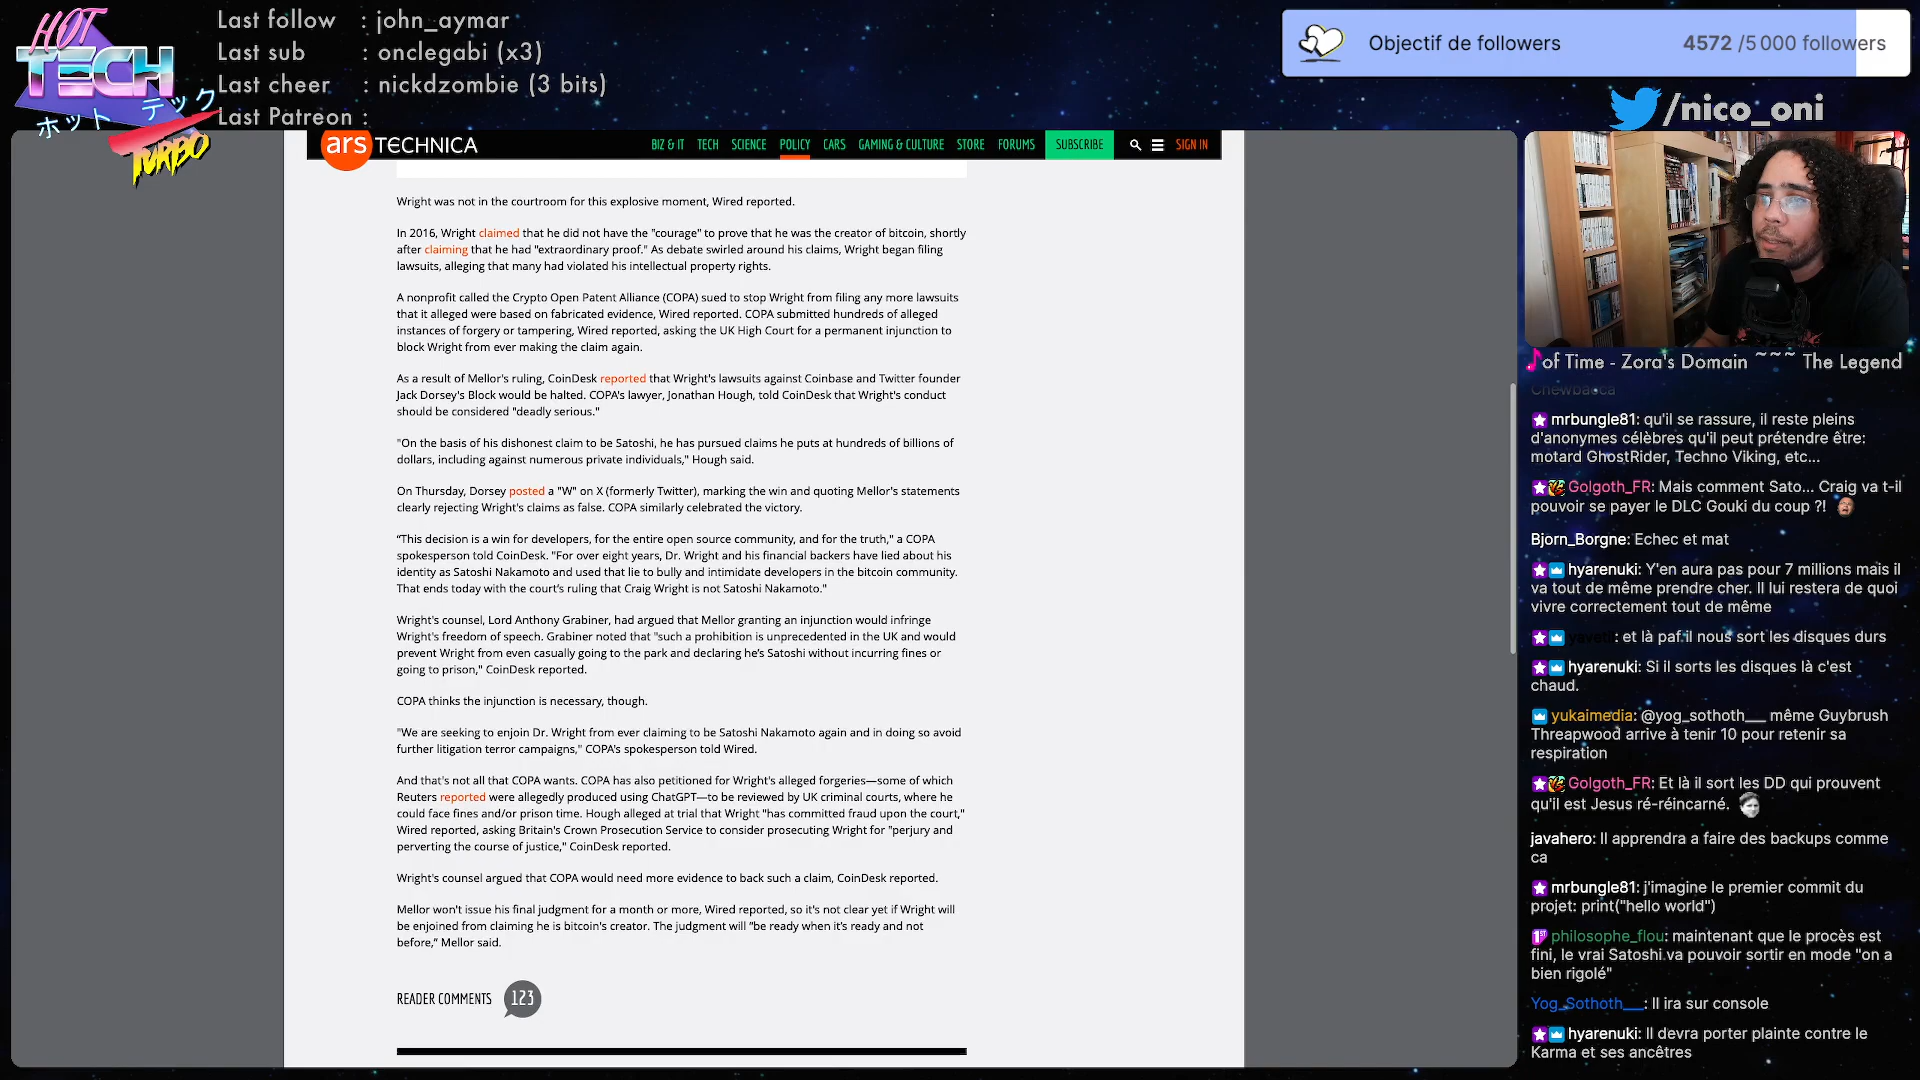 HOT
TECH
ホット テック
TURBO
Last follow : john_aymar
Last sub : onclegabi (x3)
Last cheer : nickdzombie (3 bits)
Last Patreon :
Objectif de followers 4572 / 5 000 followers
/nico_oni
ars TECHNICA BIZ & IT TECH SCIENCE POLICY CARS GAMING & CULTURE STORE FORUMS SUBSCRIBE SIGN IN
Wright was not in the courtroom for this explosive moment, Wired reported.
In 2016, Wright claimed that he did not have the "courage" to prove that he was the creator of bitcoin, shortly
after claiming that he had "extraordinary proof." As debate swirled around his claims, Wright began filing
lawsuits, alleging that many had violated his intellectual property rights.
A nonprofit called the Crypto Open Patent Alliance (COPA) sued to stop Wright from filing any more lawsuits
that it alleged were based on fabricated evidence, Wired reported. COPA submitted hundreds of alleged
instances of forgery or tampering, Wired reported, asking the UK High Court for a permanent injunction to
block Wright from ever making the claim again.
As a result of Mellor's ruling, CoinDesk reported that Wright's lawsuits against Coinbase and Twitter founder
Jack Dorsey's Block would be halted. COPA's lawyer, Jonathan Hough, told CoinDesk that Wright's conduct
should be considered "deadly serious."
"On the basis of his dishonest claim to be Satoshi, he has pursued claims he puts at hundreds of billions of
dollars, including against numerous private individuals," Hough said.
On Thursday, Dorsey posted a "W" on X (formerly Twitter), marking the win and quoting Mellor's statements
clearly rejecting Wright's claims as false. COPA similarly celebrated the victory.
“This decision is a win for developers, for the entire open source community, and for the truth," a COPA
spokesperson told CoinDesk. "For over eight years, Dr. Wright and his financial backers have lied about his
identity as Satoshi Nakamoto and used that lie to bully and intimidate developers in the bitcoin community.
That ends today with the court’s ruling that Craig Wright is not Satoshi Nakamoto."
Wright's counsel, Lord Anthony Grabiner, had argued that Mellor granting an injunction would infringe
Wright's freedom of speech. Grabiner noted that "such a prohibition is unprecedented in the UK and would
prevent Wright from even casually going to the park and declaring he’s Satoshi without incurring fines or
going to prison," CoinDesk reported.
COPA thinks the injunction is necessary, though.
"We are seeking to enjoin Dr. Wright from ever claiming to be Satoshi Nakamoto again and in doing so avoid
further litigation terror campaigns," COPA's spokesperson told Wired.
And that's not all that COPA wants. COPA has also petitioned for Wright's alleged forgeries—some of which
Reuters reported were allegedly produced using ChatGPT—to be reviewed by UK criminal courts, where he
could face fines and/or prison time. Hough alleged at trial that Wright "has committed fraud upon the court,"
Wired reported, asking Britain's Crown Prosecution Service to consider prosecuting Wright for "perjury and
perverting the course of justice," CoinDesk reported.
Wright's counsel argued that COPA would need more evidence to back such a claim, CoinDesk reported.
Mellor won't issue his final judgment for a month or more, Wired reported, so it's not clear yet if Wright will
be enjoined from claiming he is bitcoin's creator. The judgment will “be ready when it’s ready and not
before,” Mellor said.
READER COMMENTS 123
of Time - Zora's Domain ~~~ The Legend
Chewbacca
mrbungle81: qu'il se rassure, il reste pleins
d'anonymes célèbres qu'il peut prétendre être:
motard GhostRider, Techno Viking, etc...
Golgoth_FR: Mais comment Sato... Craig va t-il
pouvoir se payer le DLC Gouki du coup ?!
Bjorn_Borgne: Echec et mat
hyarenuki: Y'en aura pas pour 7 millions mais il
va tout de même prendre cher. Il lui restera de quoi
vivre correctement tout de même
: et là paf il nous sort les disques durs
hyarenuki: Si il sorts les disques là c'est
chaud.
yukaimedia: @yog_sothoth___ même Guybrush
Threapwood arrive à tenir 10 pour retenir sa
respiration
Golgoth_FR: Et là il sort les DD qui prouvent
qu'il est Jesus ré-réincarné.
javahero: Il apprendra a faire des backups comme
ca
mrbungle81: j'imagine le premier commit du
projet: print("hello world")
philosophe_flou: maintenant que le procès est
fini, le vrai Satoshi va pouvoir sortir en mode "on a
bien rigolé"
Yog_Sothoth___: Il ira sur console
hyarenuki: Il devra porter plainte contre le
Karma et ses ancêtres